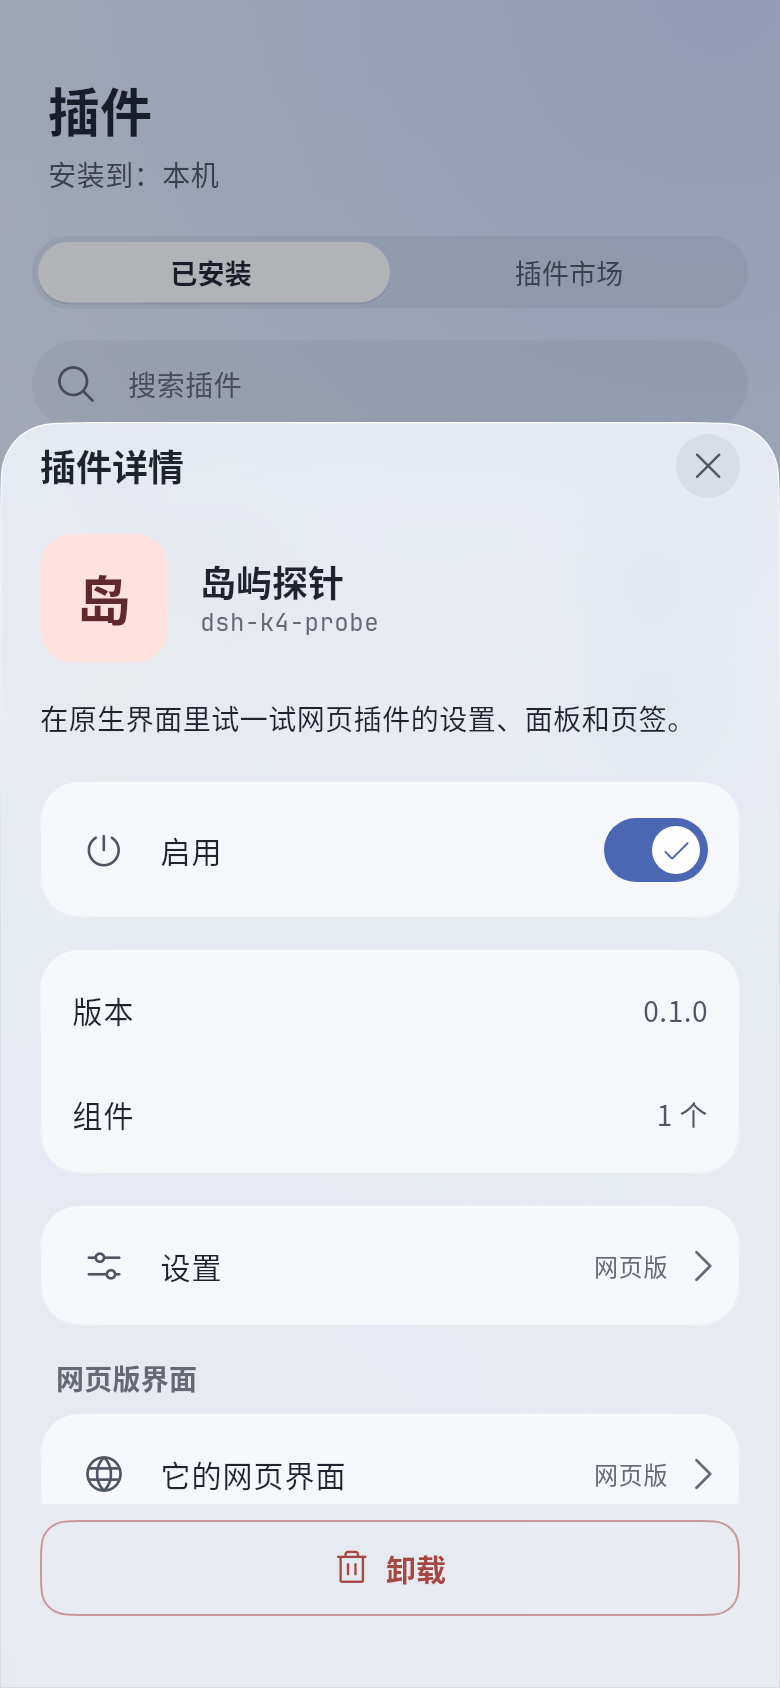 插件
安装到：本机
已安装
插件市场
搜索插件
插件详情
岛
岛屿探针
dsh-k4-probe
在原生界面里试一试网页插件的设置、面板和页签。
启用
版本
0.1.0
组件
1 个
设置
网页版
网页版界面
它的网页界面
网页版
卸载